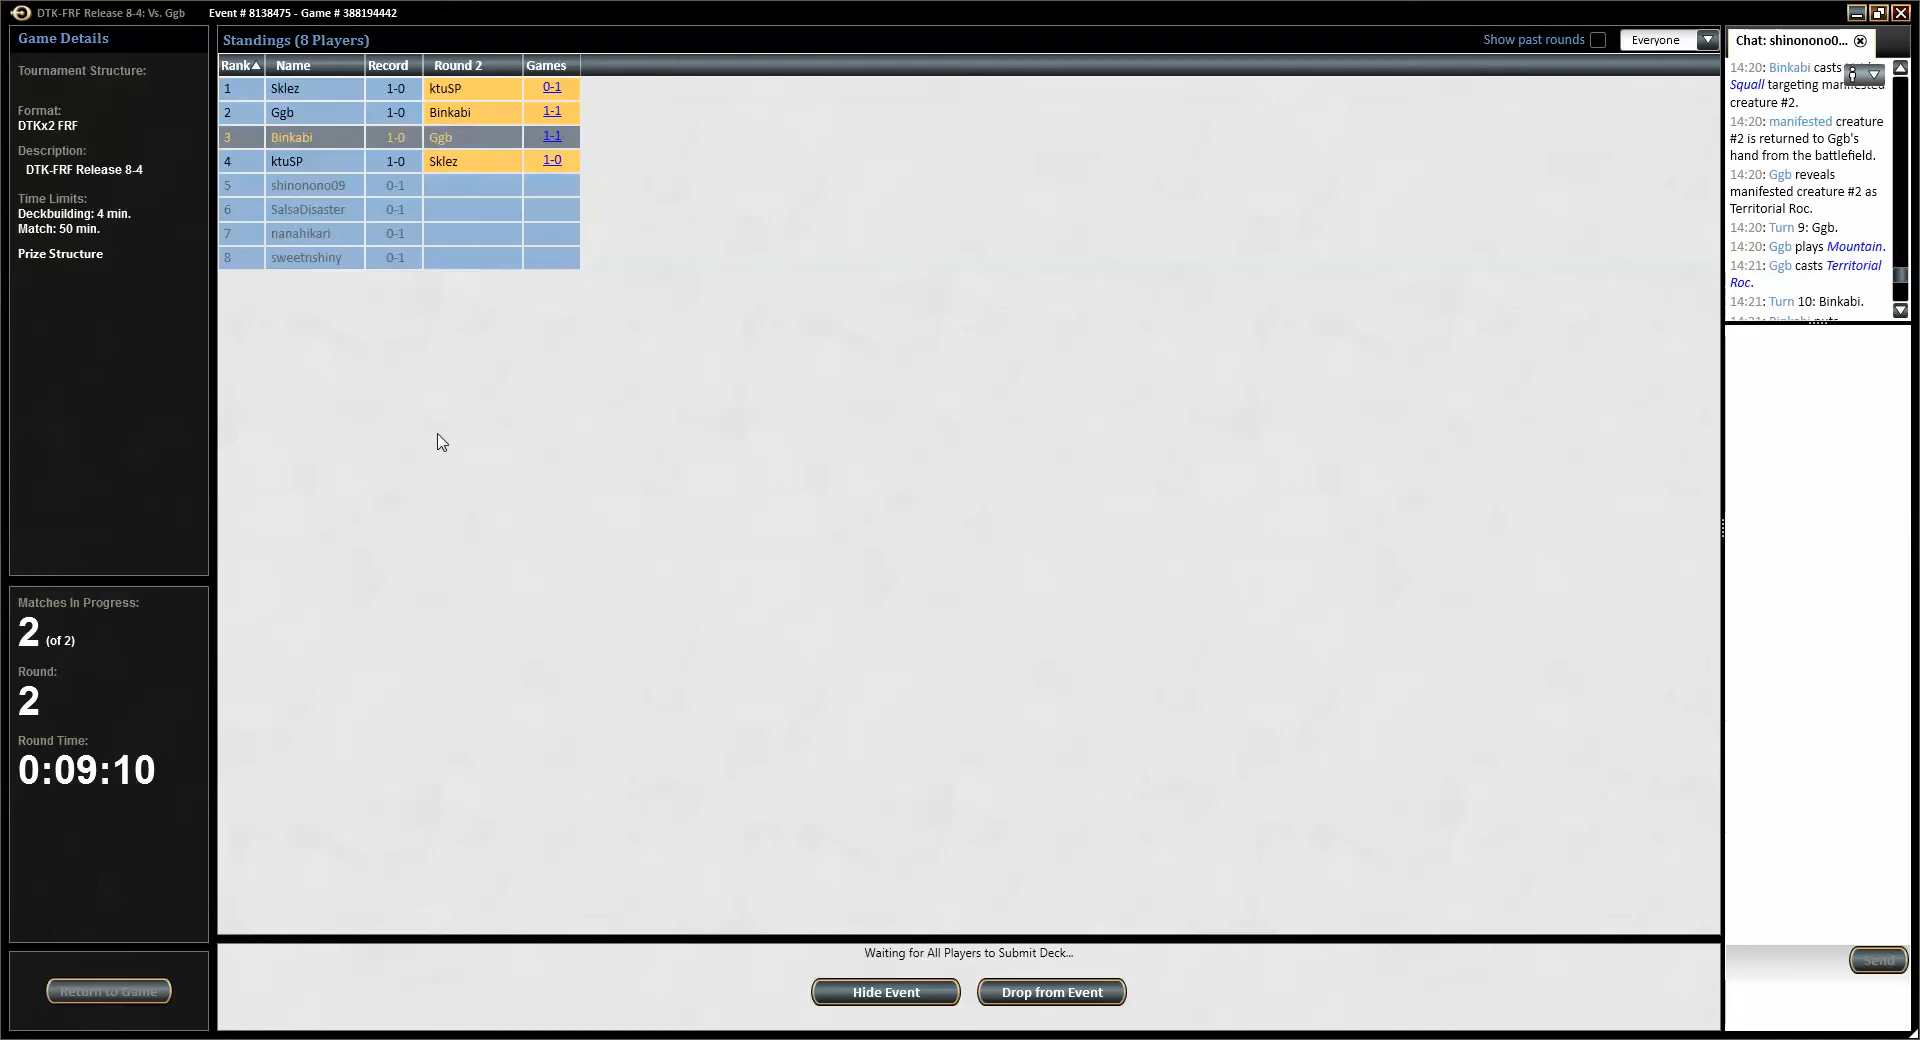 DTK-FRF Release 8-4: Vs. Ggb
Event # 8138475 - Game # 388194442
Game Details
Tournament Structure:
Format:
DTKx2 FRF
Description:
DTK-FRF Release 8-4
Time Limits:
Deckbuilding: 4 min.
Match: 50 min.
Prize Structure
Matches In Progress:
2 (of 2)
Round:
2
Round Time:
0:09:10
Return to Game
Standings (8 Players)
Show past rounds
Everyone
Rank Name Record Round 2 Games
1 Sklez 1-0 ktuSP 0-1
2 Ggb 1-0 Binkabi 1-1
3 Binkabi 1-0 Ggb 1-1
4 ktuSP 1-0 Sklez 1-0
5 shinonono09 0-1
6 SalsaDisaster 0-1
7 nanahikari 0-1
8 sweetnshiny 0-1
Waiting for All Players to Submit Deck...
Hide Event
Drop from Event
Chat: shinonono0...
14:20: Binkabi casts
Squall targeting manifested
creature #2.
14:20: manifested creature
#2 is returned to Ggb's
hand from the battlefield.
14:20: Ggb reveals
manifested creature #2 as
Territorial Roc.
14:20: Turn 9: Ggb.
14:20: Ggb plays Mountain.
14:21: Ggb casts Territorial
Roc.
14:21: Turn 10: Binkabi.
14:21: Binkabi puts
Send